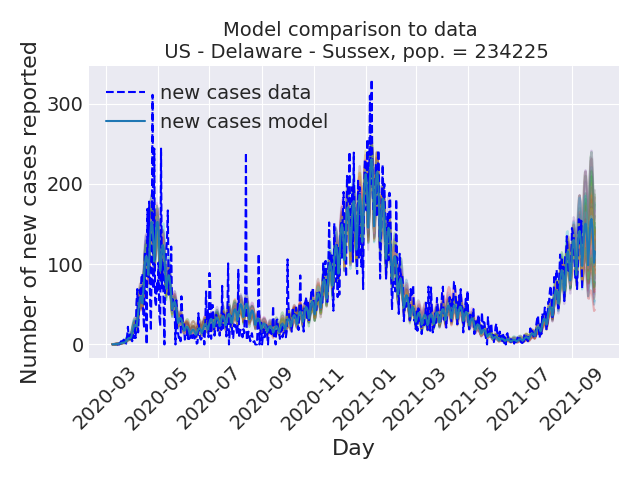 Model comparison to data
US - Delaware - Sussex, pop. = 234225
Number of new cases reported
300
200
100
0
new cases data
new cases model
2020-03
2020-05
2020-07
2020-09
2020-11
2021-01
2021-03
2021-05
2021-07
2021-09
Day